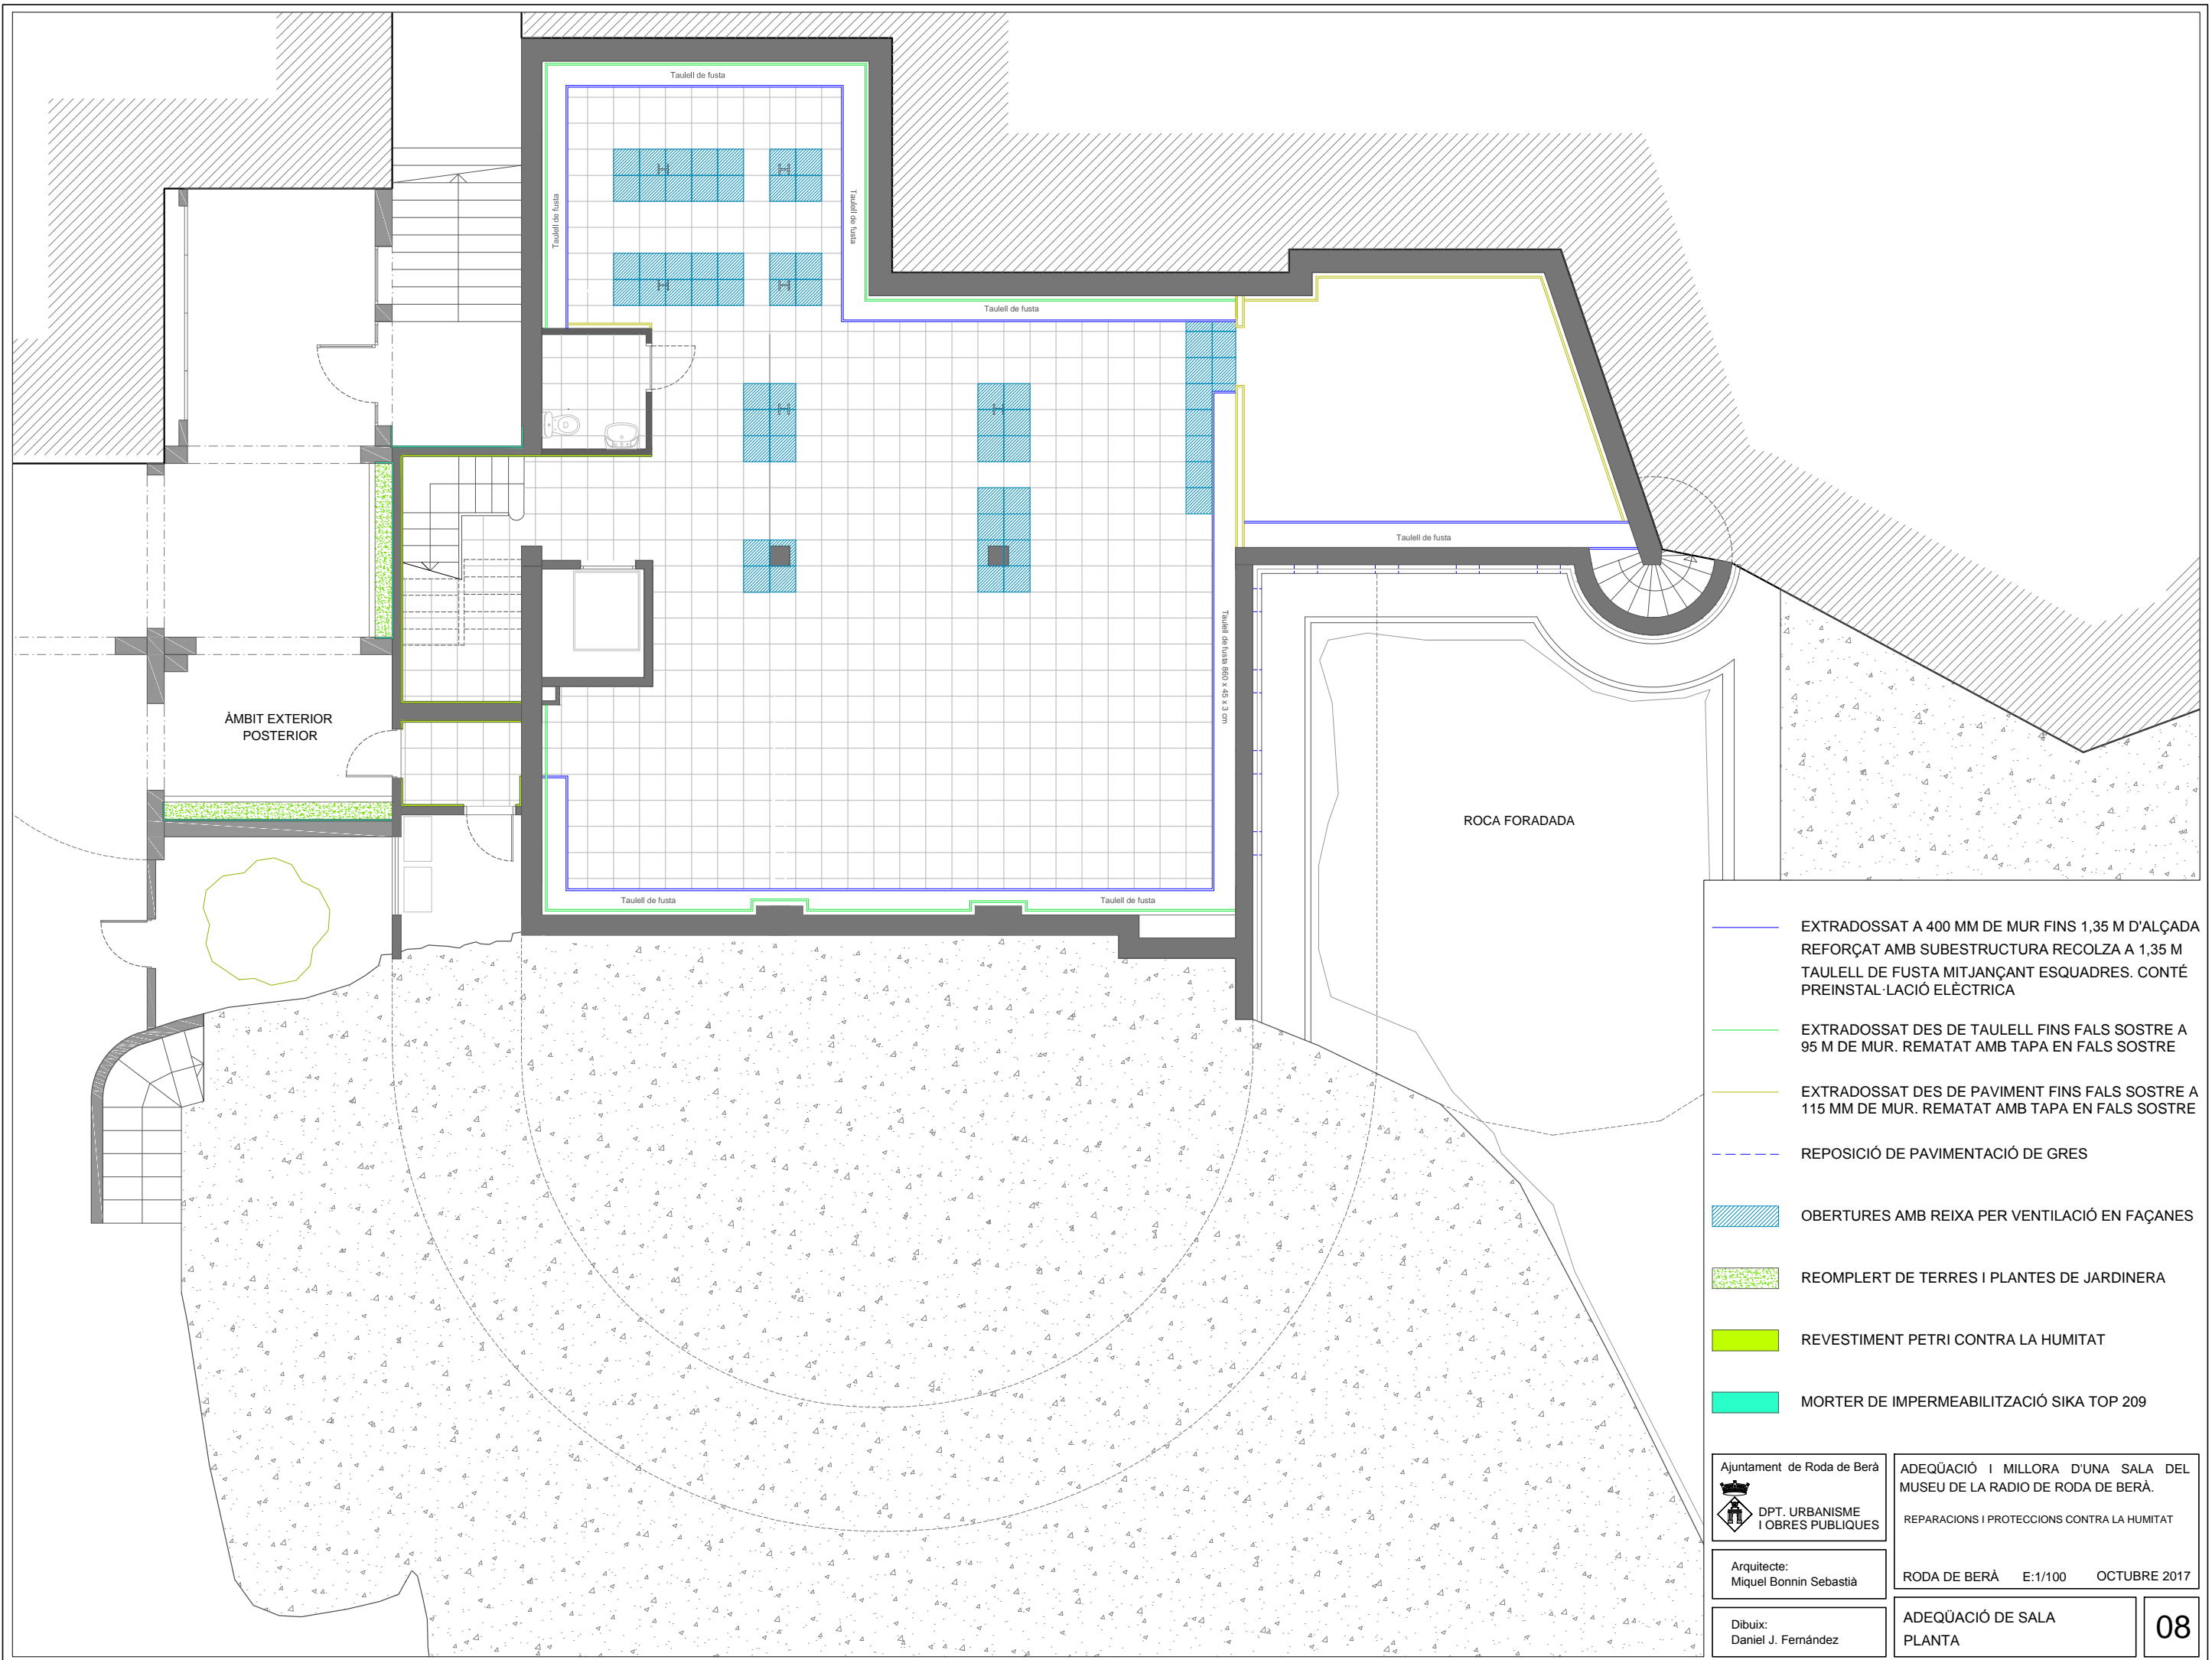 Taulell de fusta
Taulell de fusta
Taulell de fusta
Taulell de fusta
Taulell de fusta
Taulell de fusta 860 x 45 x 3 cm
ÀMBIT EXTERIOR
POSTERIOR
ROCA FORADADA
Taulell de fusta
Taulell de fusta
EXTRADOSSAT A 400 MM DE MUR FINS 1,35 M D'ALÇADA
REFORÇAT AMB SUBESTRUCTURA RECOLZA A 1,35 M
TAULELL DE FUSTA MITJANÇANT ESQUADRES. CONTÉ
PREINSTAL·LACIÓ ELÈCTRICA
EXTRADOSSAT DES DE TAULELL FINS FALS SOSTRE A
95 M DE MUR. REMATAT AMB TAPA EN FALS SOSTRE
EXTRADOSSAT DES DE PAVIMENT FINS FALS SOSTRE A
115 MM DE MUR. REMATAT AMB TAPA EN FALS SOSTRE
REPOSICIÓ DE PAVIMENTACIÓ DE GRES
OBERTURES AMB REIXA PER VENTILACIÓ EN FAÇANES
REOMPLERT DE TERRES I PLANTES DE JARDINERA
REVESTIMENT PETRI CONTRA LA HUMITAT
MORTER DE IMPERMEABILITZACIÓ SIKA TOP 209
Ajuntament de Roda de Berà
DPT. URBANISME
I OBRES PUBLIQUES
Arquitecte:
Miquel Bonnin Sebastià
Dibuix:
Daniel J. Fernández
ADEQÜACIÓ I MILLORA D'UNA SALA DEL
MUSEU DE LA RADIO DE RODA DE BERÀ.
REPARACIONS I PROTECCIONS CONTRA LA HUMITAT
RODA DE BERÀ E:1/100 OCTUBRE 2017
ADEQÜACIÓ DE SALA
PLANTA
08